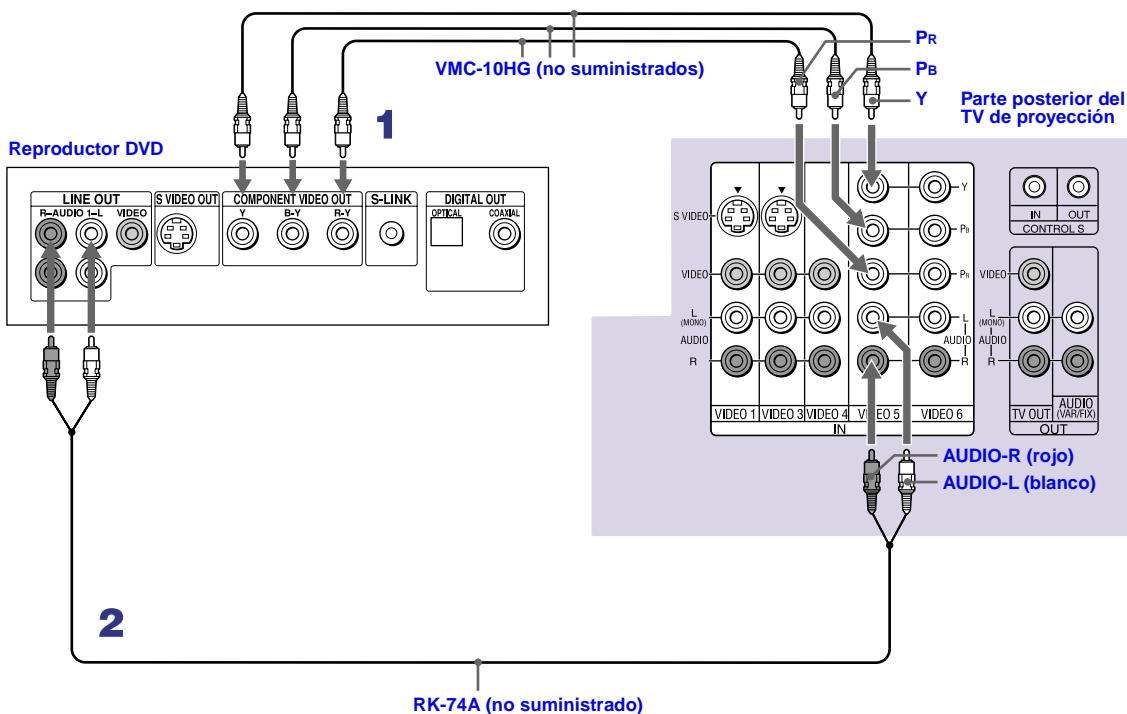 PR
VMC-10HG (no suministrados)
PB
Y
Parte posterior del
TV de proyección
1
Reproductor DVD
LINE OUT
R–AUDIO 1–L
VIDEO
S VIDEO OUT
COMPONENT VIDEO OUT
Y
B-Y
R-Y
S-LINK
DIGITAL OUT
OPTICAL
COAXIAL
S VIDEO
VIDEO
L
(MONO)
AUDIO
R
Y
PB
PR
L
AUDIO
R
VIDEO 1
VIDEO 3
VIDEO 4
VIDEO 5
VIDEO 6
IN
IN
OUT
CONTROL S
VIDEO
L
(MONO)
AUDIO
R
TV OUT
AUDIO
(VAR/FIX)
OUT
AUDIO-R (rojo)
AUDIO-L (blanco)
2
RK-74A (no suministrado)